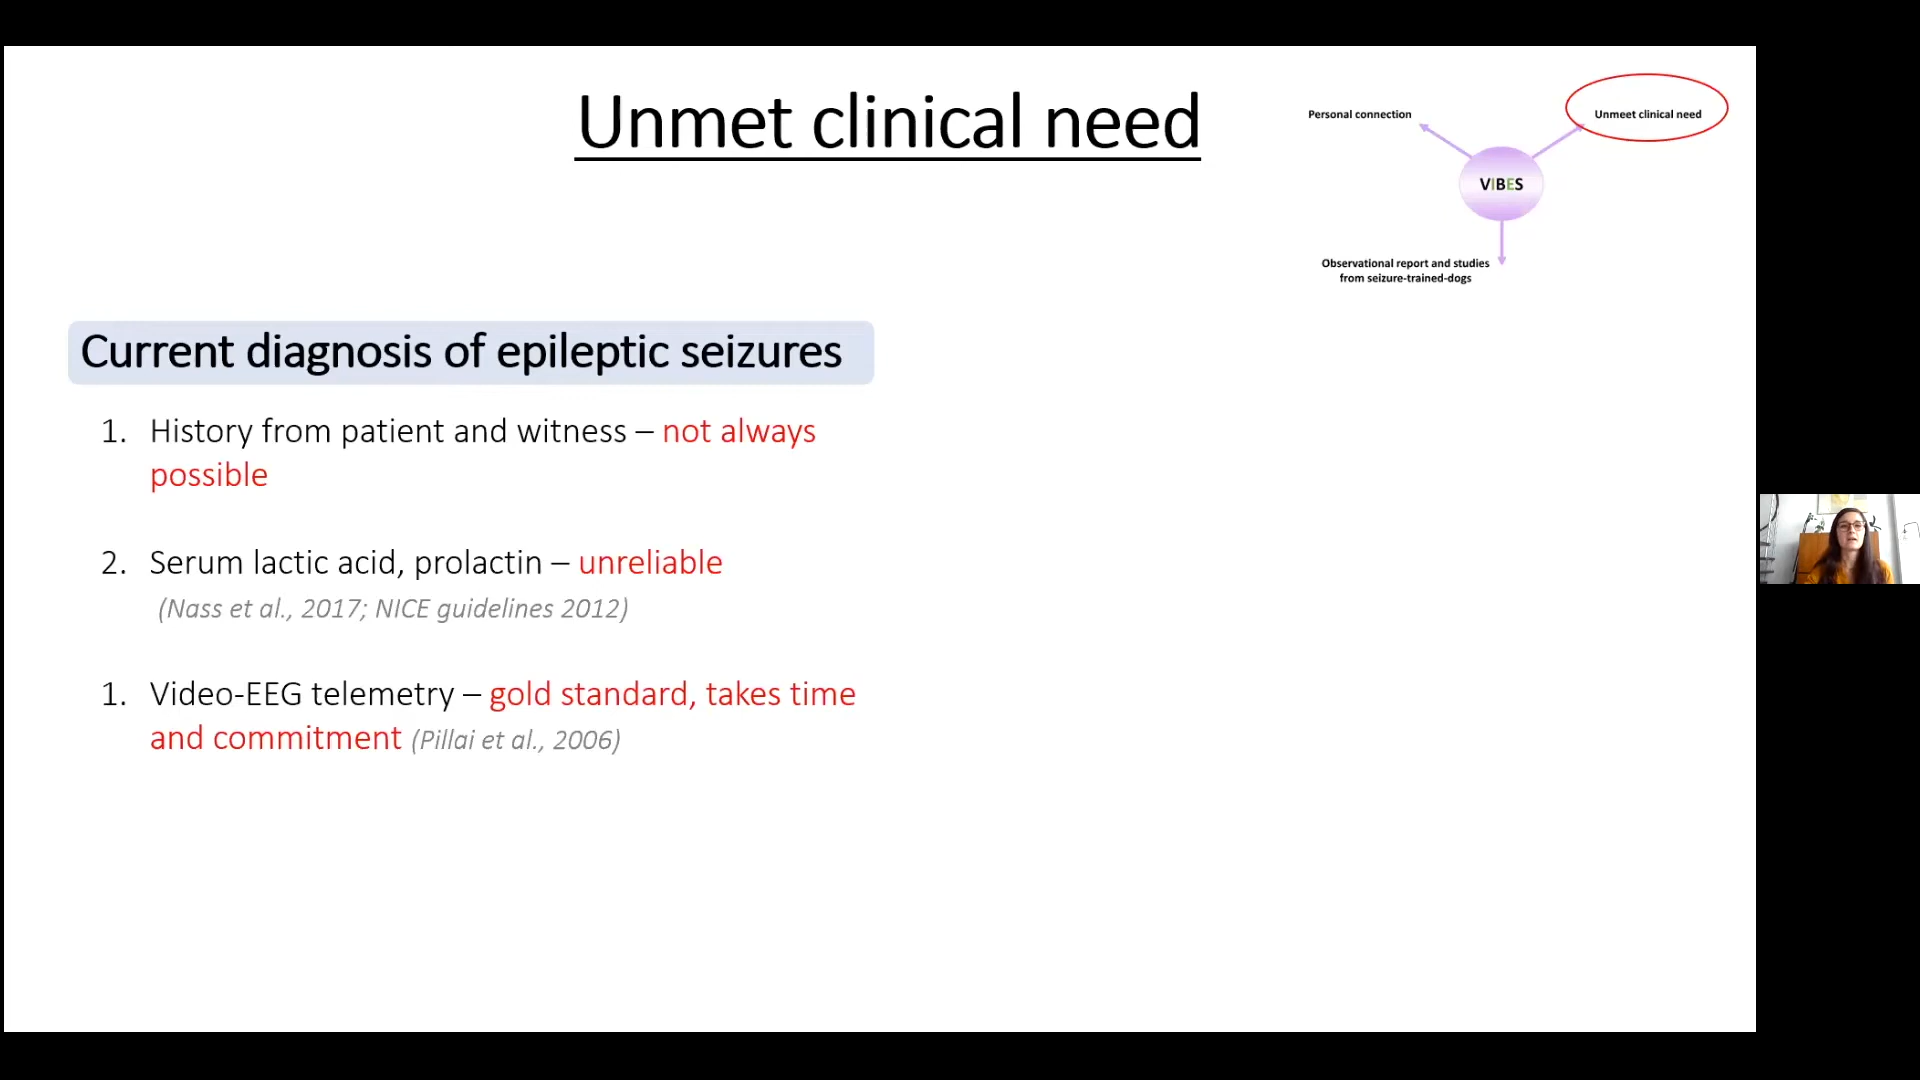 Unmet clinical need
Personal connection
Unmeet clinical need
VIBES
Observational report and studies
from seizure-trained-dogs
Current diagnosis of epileptic seizures
1. History from patient and witness – not always
possible
2. Serum lactic acid, prolactin – unreliable
(Nass et al., 2017; NICE guidelines 2012)
1. Video-EEG telemetry – gold standard, takes time
and commitment (Pillai et al., 2006)